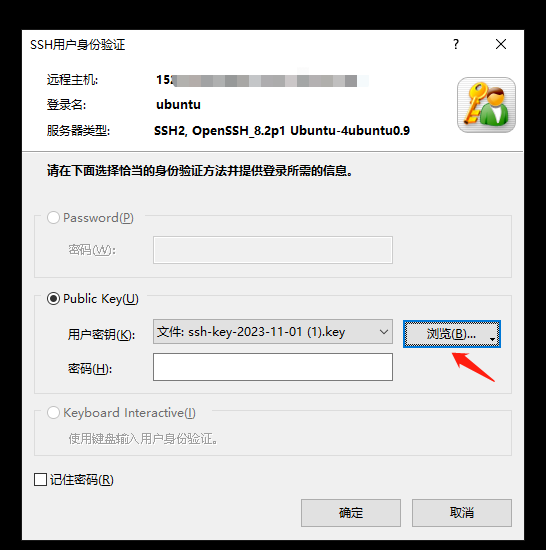 SSH用户身份验证
?
远程主机:
登录名: ubuntu
服务器类型: SSH2, OpenSSH_8.2p1 Ubuntu-4ubuntu0.9
请在下面选择恰当的身份验证方法并提供登录所需的信息。
Password(P)
密码(W):
Public Key(U)
用户密钥(K): 文件: ssh-key-2023-11-01 (1).key 浏览(B)...
密码(H):
Keyboard Interactive(I)
使用键盘输入用户身份验证。
记住密码(R)
确定 取消